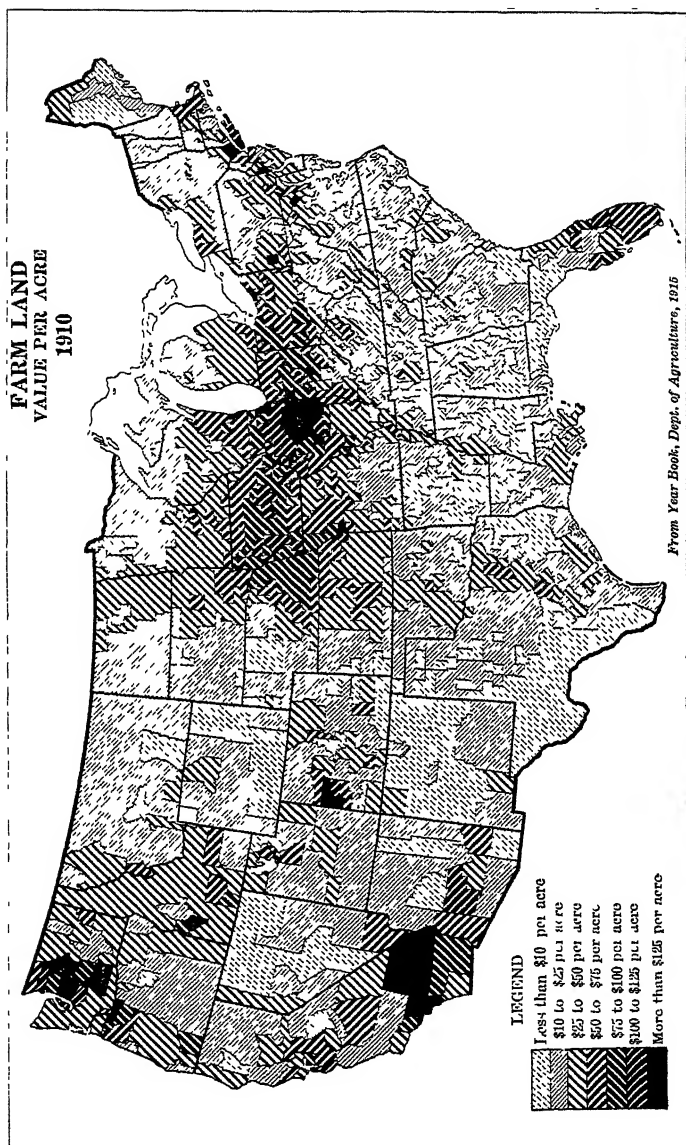 FARM LAND
VALUE PER ACRE
1910
LEGEND
Less than $10 per acre
$10 to $25 per acre
$25 to $50 per acre
$50 to $75 per acre
$75 to $100 per acre
$100 to $125 per acre
More than $125 per acre
From Year Book, Dept. of Agriculture, 1915